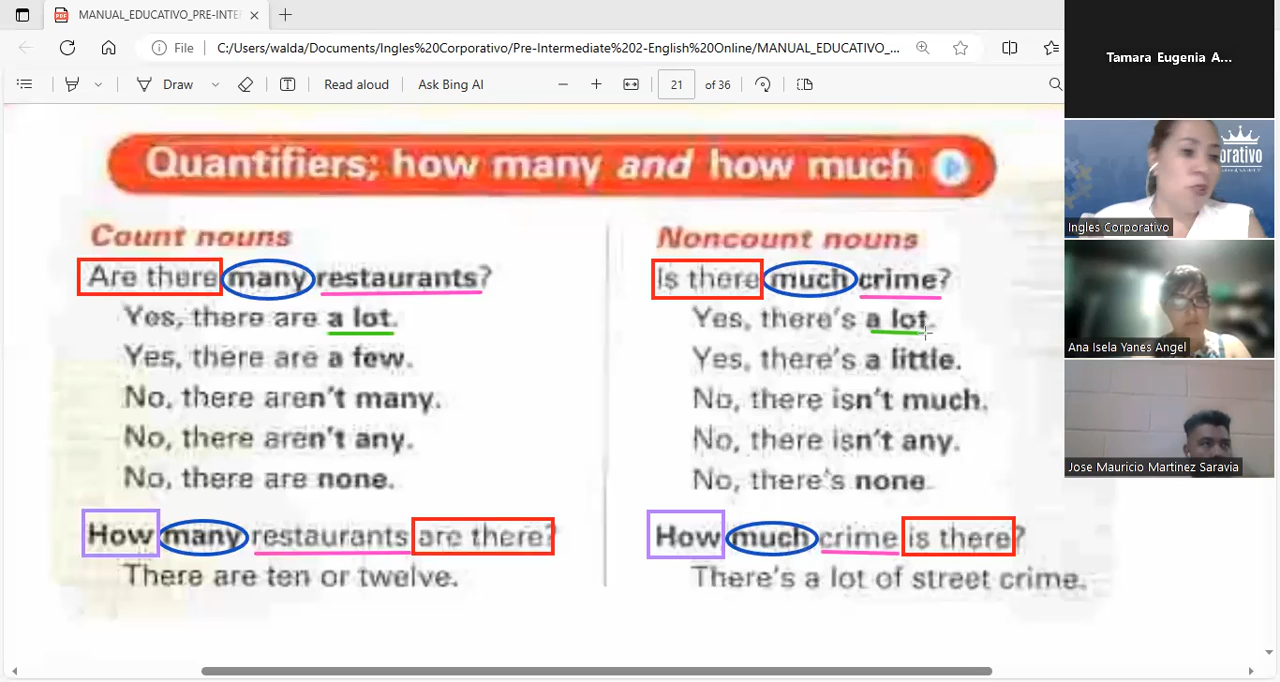 MANUAL_EDUCATIVO_PRE-INTE
File
C:/Users/walda/Documents/Ingles%20Corporativo/Pre-Intermediate%202-English%20Online/MANUAL_EDUCATIVO_...
Draw
Read aloud
Ask Bing AI
21
of 36
Quantifiers; how many and how much
Count nouns
Are there many restaurants?
Yes, there are a lot.
Yes, there are a few.
No, there aren't many.
No, there aren't any.
No, there are none.
How many restaurants are there?
There are ten or twelve.
Noncount nouns
Is there much crime?
Yes, there's a lot.
Yes, there's a little.
No, there isn't much.
No, there isn't any.
No, there's none.
How much crime is there?
There's a lot of street crime.
Tamara Eugenia A...
orativo
Ingles Corporativo
Ana Isela Yanes Angel
Jose Mauricio Martinez Saravia